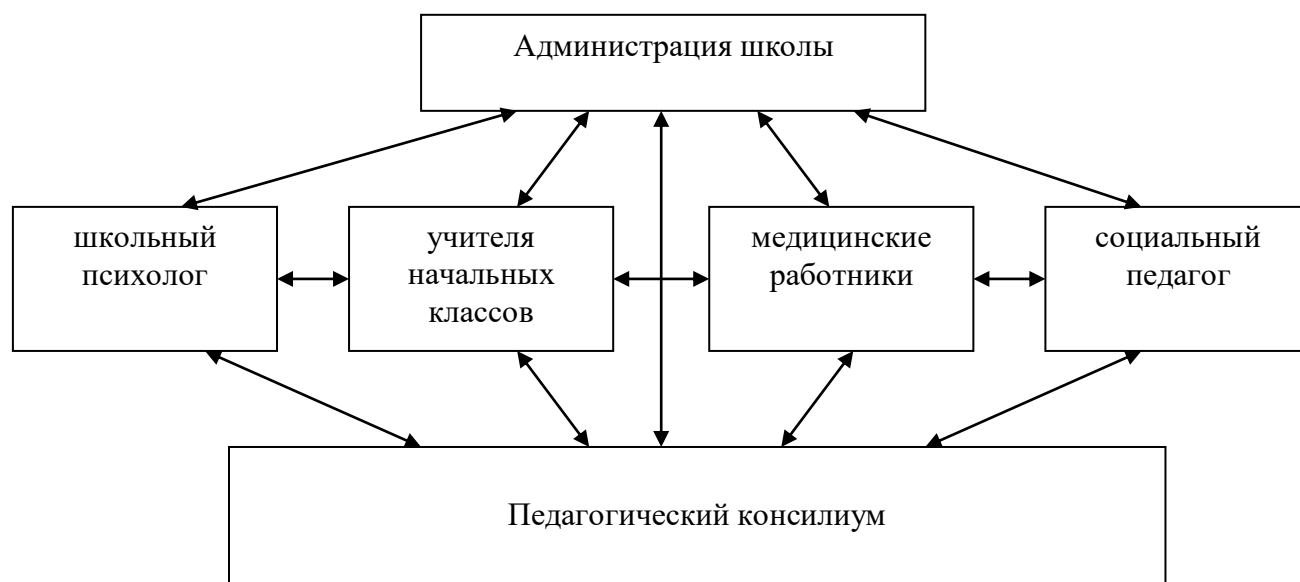 Администрация школы
школьный
психолог
учителя
начальных
классов
медицинские
работники
социальный
педагог
Педагогический консилиум